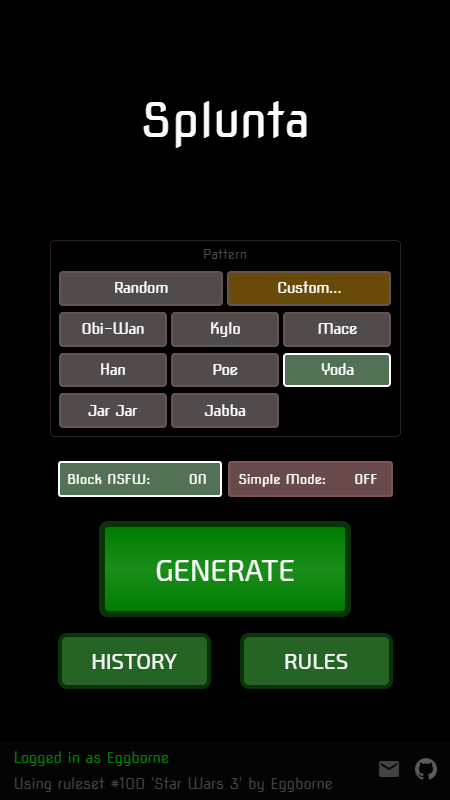 Splunta
Pattern
Random Custom...
Obi-Wan Kylo Mace
Han Poe Yoda
Jar Jar Jabba
Block NSFW: ON Simple Mode: OFF
GENERATE
HISTORY RULES
Logged in as Eggborne
Using ruleset #100 'Star Wars 3' by Eggborne